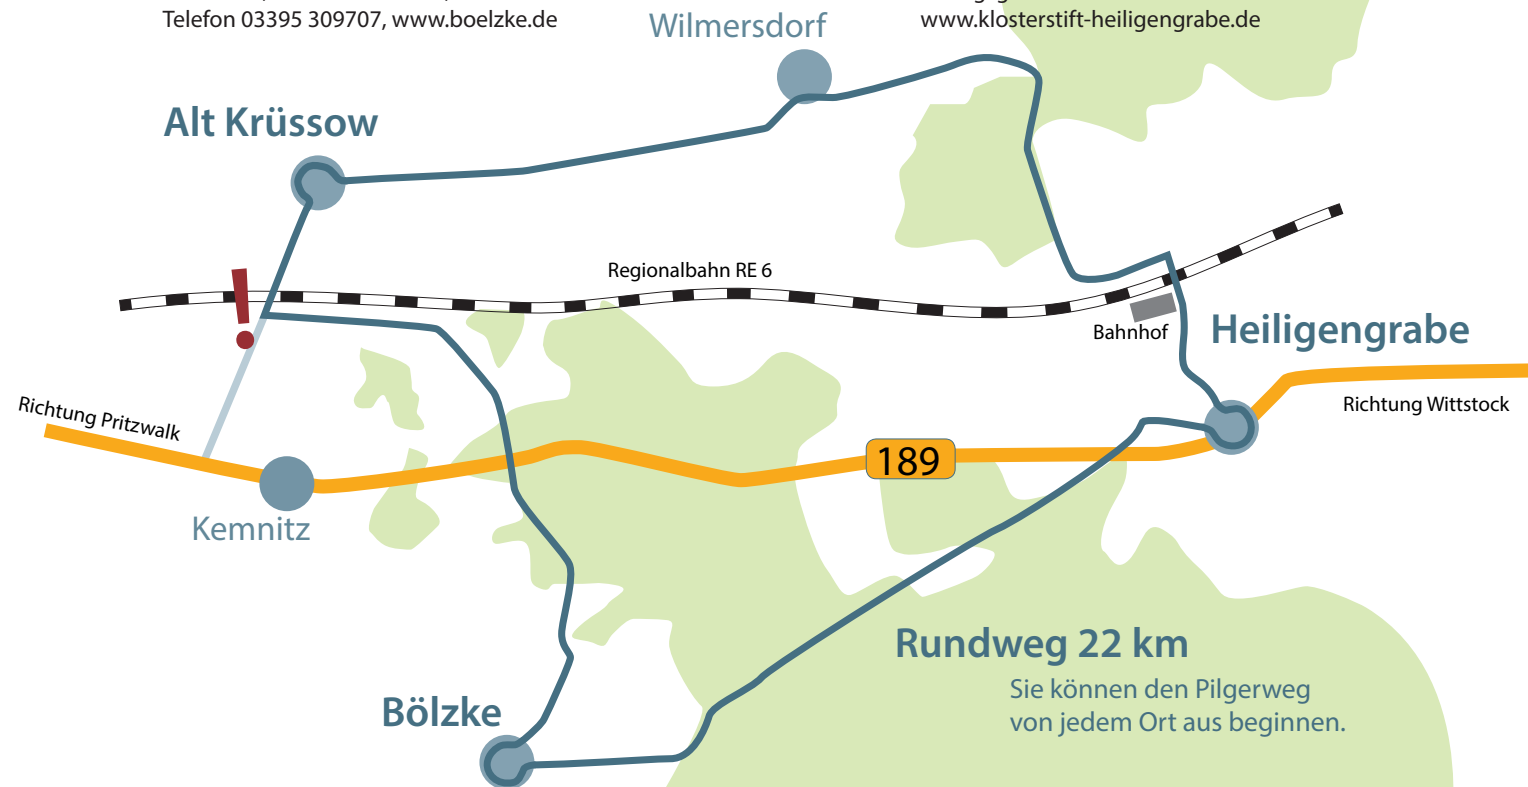 Telefon 03395 309707, www.boelzke.de
www.klosterstift-heiligengrabe.de
Wilmersdorf
Alt Krüssow
Regionalbahn RE 6
Bahnhof
Heiligengrabe
Richtung Pritzwalk
Richtung Wittstock
189
Kemnitz
Rundweg 22 km
Sie können den Pilgerweg
von jedem Ort aus beginnen.
Bölzke